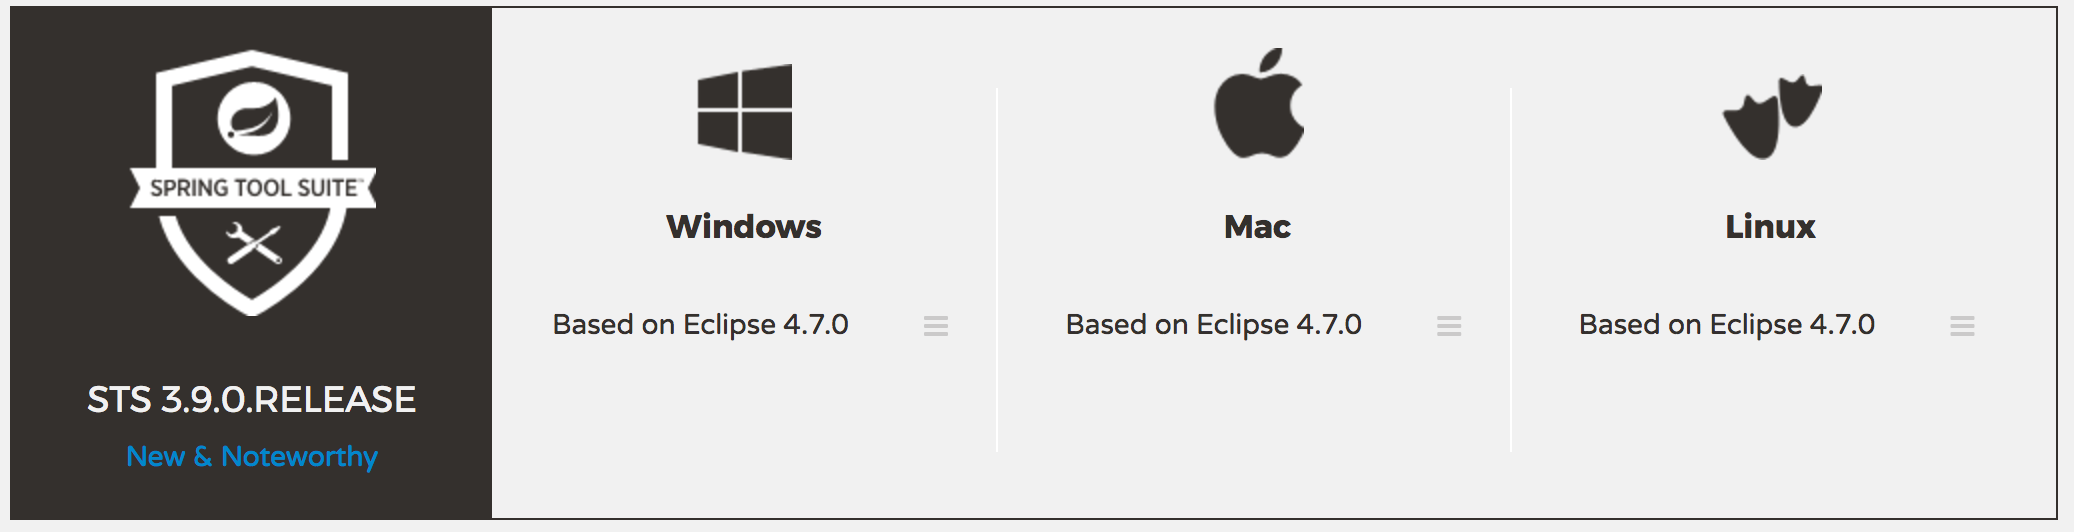 SPRING TOOL SUITE™
STS 3.9.0.RELEASE
New & Noteworthy
Windows
Based on Eclipse 4.7.0
Mac
Based on Eclipse 4.7.0
Linux
Based on Eclipse 4.7.0